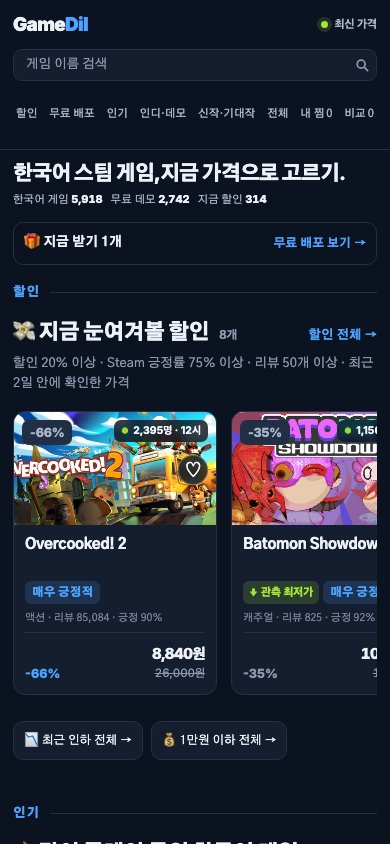 GameDil
최신 가격
게임 이름 검색
할인 무료 배포 인기 인디·데모 신작·기대작 전체 내 찜 0 비교 0
한국어 스팀 게임,지금 가격으로 고르기.
한국어 게임 5,918 무료 데모 2,742 지금 할인 314
🎁 지금 받기 1개
무료 배포 보기 →
할인
💸 지금 눈여겨볼 할인 8개
할인 전체 →
할인 20% 이상 · Steam 긍정률 75% 이상 · 리뷰 50개 이상 · 최근
2일 안에 확인한 가격
-66%
2,395명 · 12시
OVERCOOKED! 2
Overcooked! 2
매우 긍정적
액션 · 리뷰 85,084 · 긍정 90%
8,840원
-66%
26,000원
-35%
SHOWDOWN
Batomon Showdow
↓ 관측 최저가
매우 긍정
캐주얼 · 리뷰 825 · 긍정 92%
10
-35%
📉 최근 인하 전체 →
💰 1만원 이하 전체 →
인기